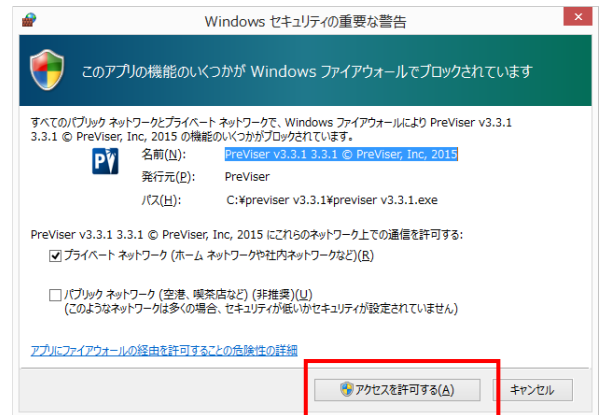 Windows セキュリティの重要な警告
このアプリの機能のいくつかが Windows ファイアウォールでブロックされています
すべてのパブリック ネットワークとプライベート ネットワークで、Windows ファイアウォールにより PreViser v3.3.1
3.3.1 © PreViser, Inc, 2015 の機能のいくつかがブロックされています。
PV
名前(N): PreViser v3.3.1 3.3.1 © PreViser, Inc, 2015
発行元(P): PreViser
パス(H): C:¥previser v3.3.1¥previser v3.3.1.exe
PreViser v3.3.1 3.3.1 © PreViser, Inc, 2015 にこれらのネットワーク上での通信を許可する:
プライベート ネットワーク (ホーム ネットワークや社内ネットワークなど)(R)
パブリック ネットワーク (空港、喫茶店など) (非推奨)(U)
(このようなネットワークは多くの場合、セキュリティが低いかセキュリティが設定されていません)
アプリにファイアウォールの経由を許可することの危険性の詳細
アクセスを許可する(A) キャンセル